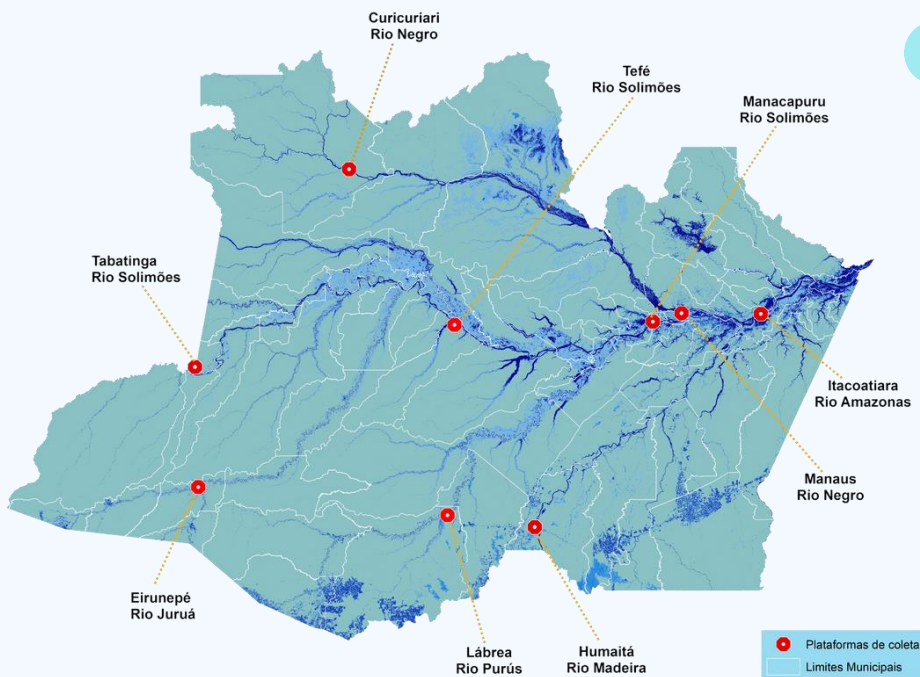 Curicuriari
Rio Negro
Tefé
Rio Solimões
Manacapuru
Rio Solimões
Tabatinga
Rio Solimões
Itacoatiara
Rio Amazonas
Manaus
Rio Negro
Eirunepé
Rio Juruá
Lábrea
Rio Purús
Humaitá
Rio Madeira
Plataformas de coleta
Limites Municipais